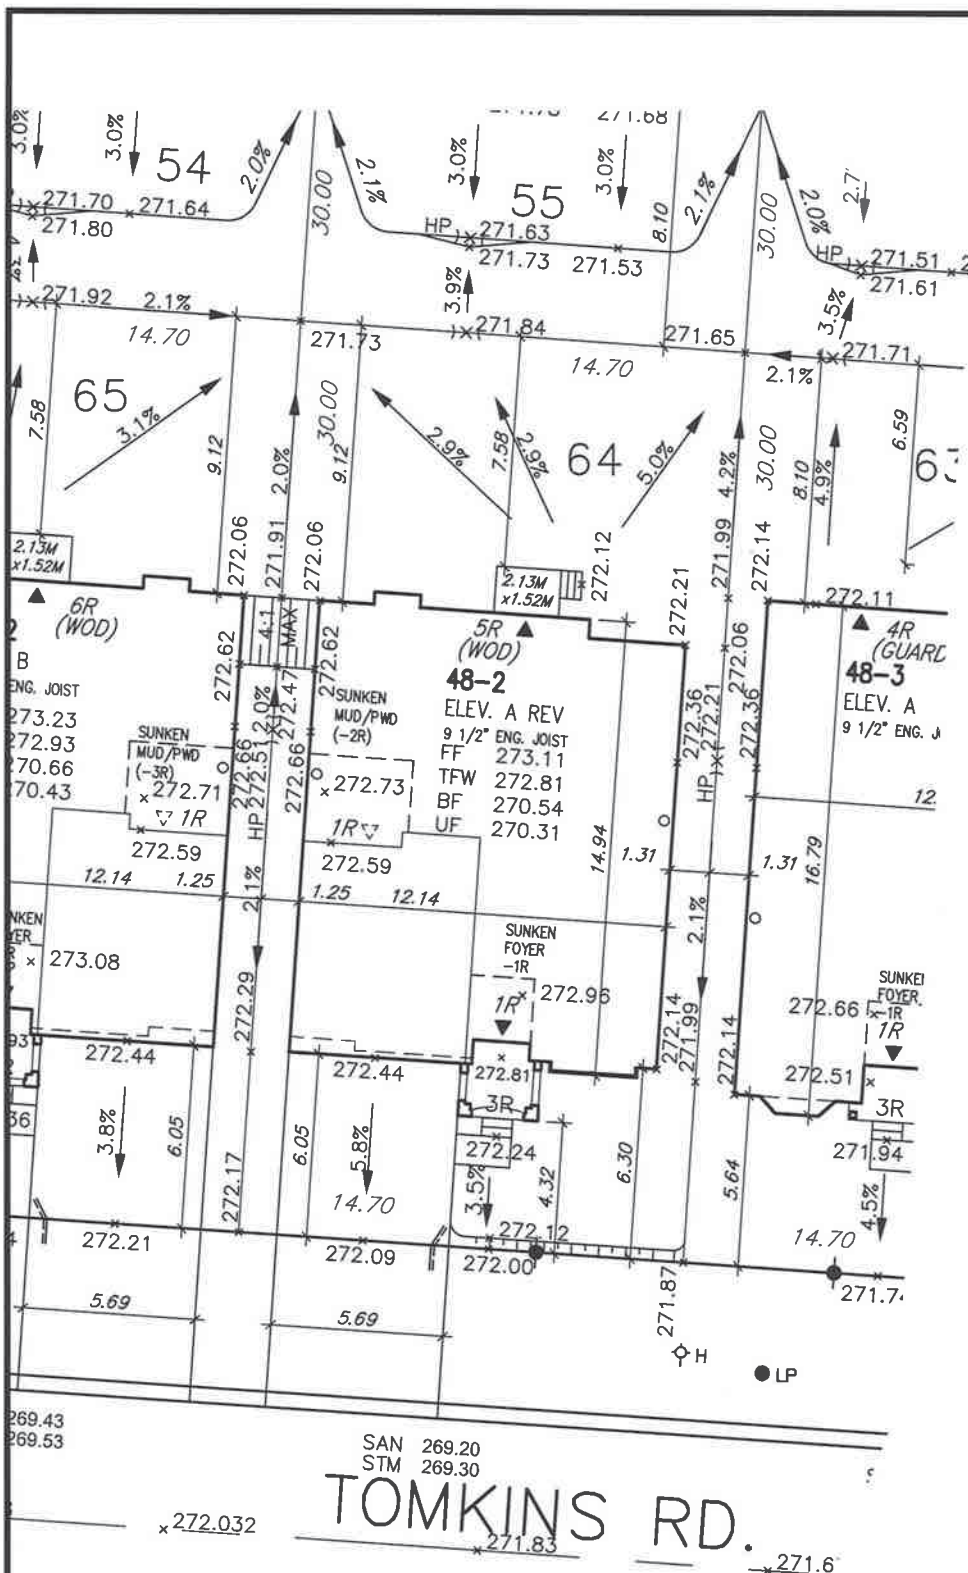 3.0%
3.0%
54
2.0%
30.00
2.1%
3.0%
3.0%
271.68
55
8.10
2.1%
30.00
2.0%
2.7
271.70
271.64
271.80
HP
271.63
271.73
271.53
HP
271.51
271.61
271.92
2.1%
14.70
271.73
3.9%
271.84
14.70
271.65
2.1%
3.5%
271.71
65
7.58
3.1%
9.12
2.0%
30.00
9.12
2.9%
7.58
2.9%
64
5.0%
4.2%
30.00
8.10
4.9%
6.59
2.13M
x1.52M
272.06
271.91
272.06
2.13M
x1.52M
272.12
272.21
271.99
272.14
272.11
6R
(WOD)
272.62
4:1
MAX
272.62
5R
(WOD)
48-2
ELEV. A REV
9 1/2" ENG. JOIST
FF 273.11
TFW 272.81
BF 270.54
UF 270.31
272.06
4R
(GUARD
48-3
ELEV. A
9 1/2" ENG. J
B
ENG. JOIST
273.23
272.93
270.66
270.43
SUNKEN
MUD/PWD
(-3R)
272.71
1R
272.59
272.66
HP 272.51
2.0%
272.47
272.66
SUNKEN
MUD/PWD
(-2R)
272.73
1R
272.59
272.36
HP 272.21
272.36
12.14
1.25
2.1%
1.25
12.14
14.94
1.31
2.1%
1.31
16.79
12.
NKEN
YER
273.08
272.29
SUNKEN
FOYER
-1R
272.96
1R
272.14
271.99
272.14
272.66
SUNKEI
FOYER
-1R
1R
93
272.44
272.44
272.81
3R
272.51
3R
36
3.8%
6.05
272.17
6.05
5.8%
14.70
272.24
3.5%
4.32
6.30
5.64
271.94
4.5%
14.70
272.21
272.09
272.12
272.00
271.87
271.74
5.69
5.69
H
LP
269.43
269.53
SAN 269.20
STM 269.30
TOMKINS RD.
272.032
271.83
271.6